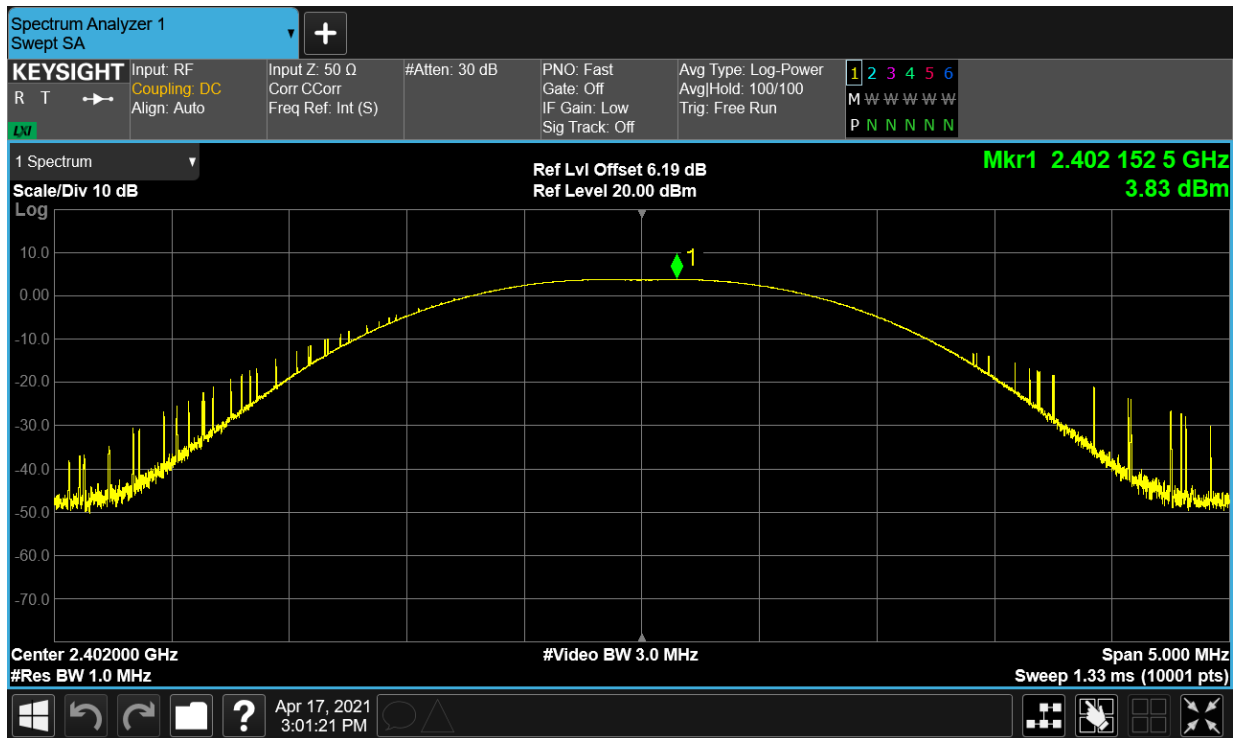 Spectrum Analyzer 1
Swept SA
KEYSIGHT
R T
LXI
Input: RF
Coupling: DC
Align: Auto
Input Z: 50 Ω
Corr CCorr
Freq Ref: Int (S)
#Atten: 30 dB
PNO: Fast
Gate: Off
IF Gain: Low
Sig Track: Off
Avg Type: Log-Power
Avg|Hold: 100/100
Trig: Free Run
1 2 3 4 5 6
M W W W W W
P N N N N N
1 Spectrum
Scale/Div 10 dB
Ref Lvl Offset 6.19 dB
Ref Level 20.00 dBm
Mkr1 2.402 152 5 GHz
3.83 dBm
Log
1
10.0
0.00
-10.0
-20.0
-30.0
-40.0
-50.0
-60.0
-70.0
Center 2.402000 GHz
#Res BW 1.0 MHz
#Video BW 3.0 MHz
Span 5.000 MHz
Sweep 1.33 ms (10001 pts)
?
Apr 17, 2021
3:01:21 PM